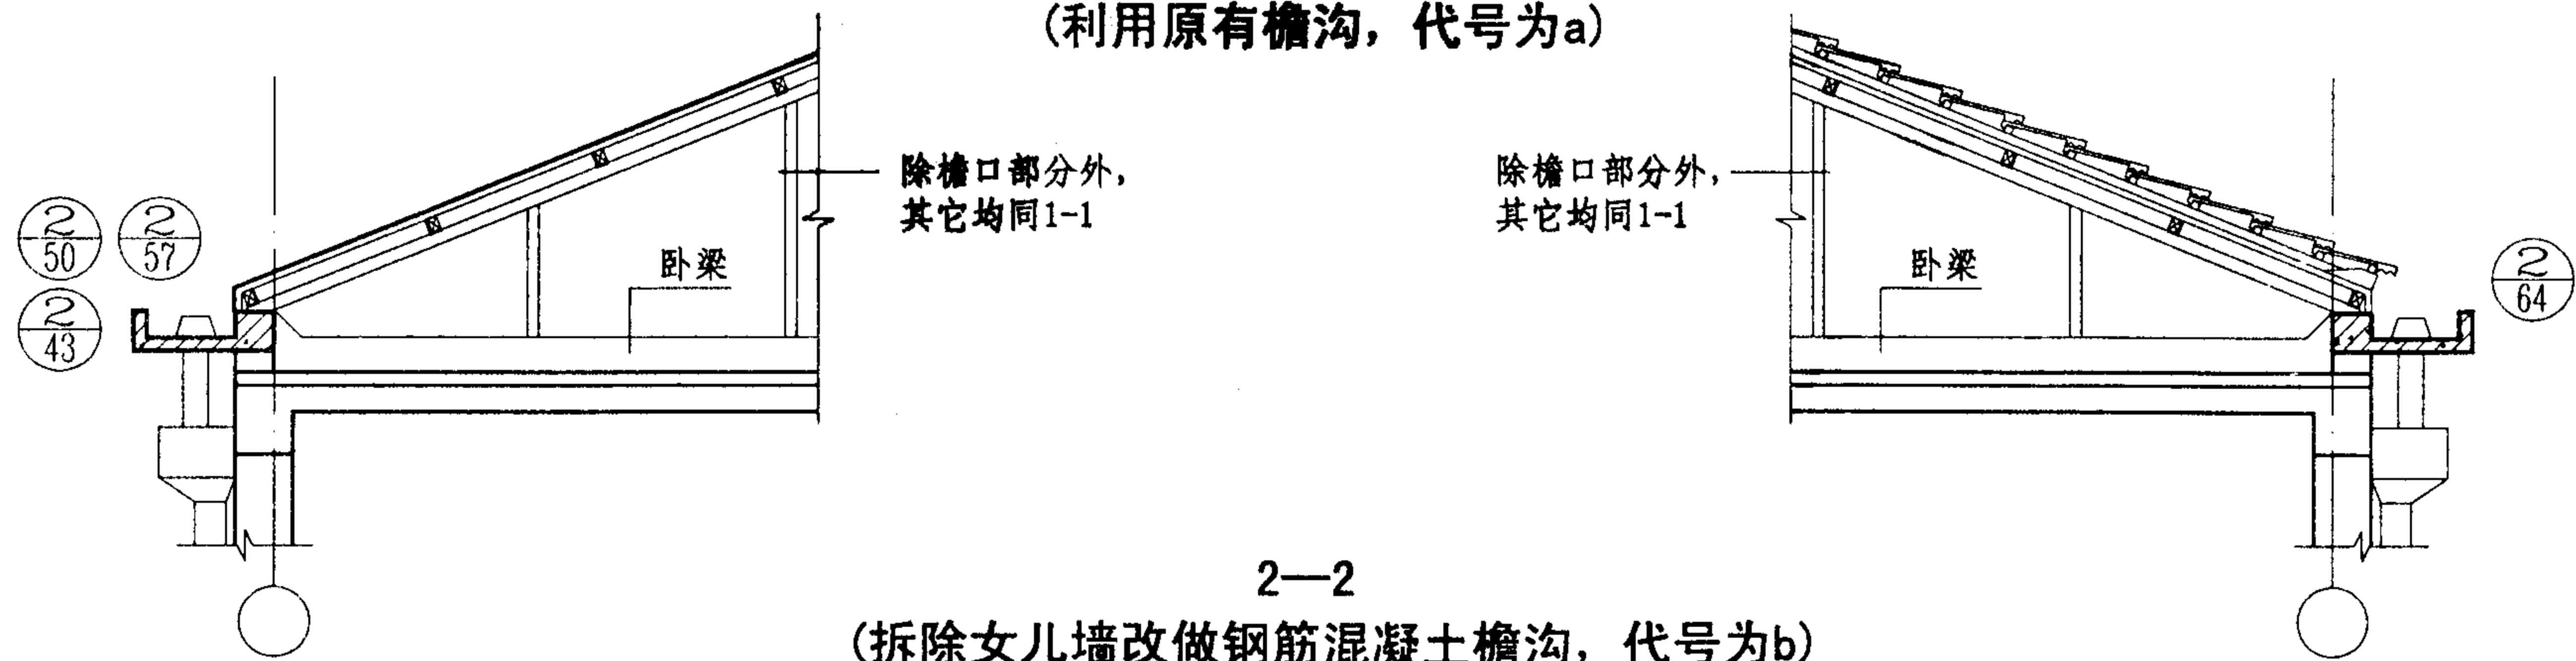 (利用原有檐沟，代号为a)
除檐口部分外，
其它均同1-1
除檐口部分外，
其它均同1-1
2
50
2
57
卧梁
卧梁
2
64
2
43
2—2
(拆除女儿墙改做钢筋混凝土檐沟，代号为b)